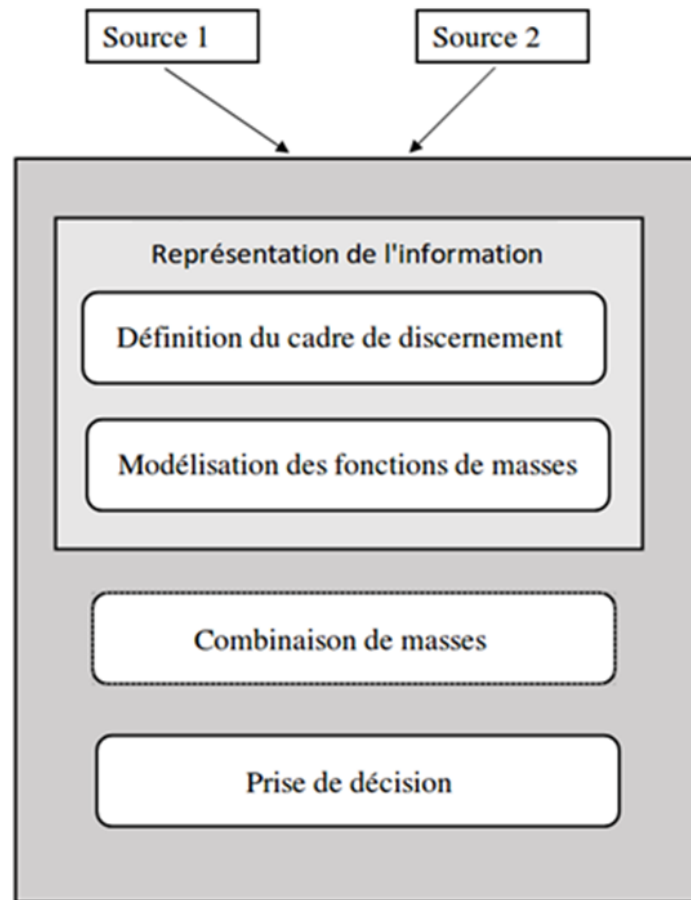 Source 1
Source 2
Représentation de l'information
Définition du cadre de discernement
Modélisation des fonctions de masses
Combinaison de masses
Prise de décision